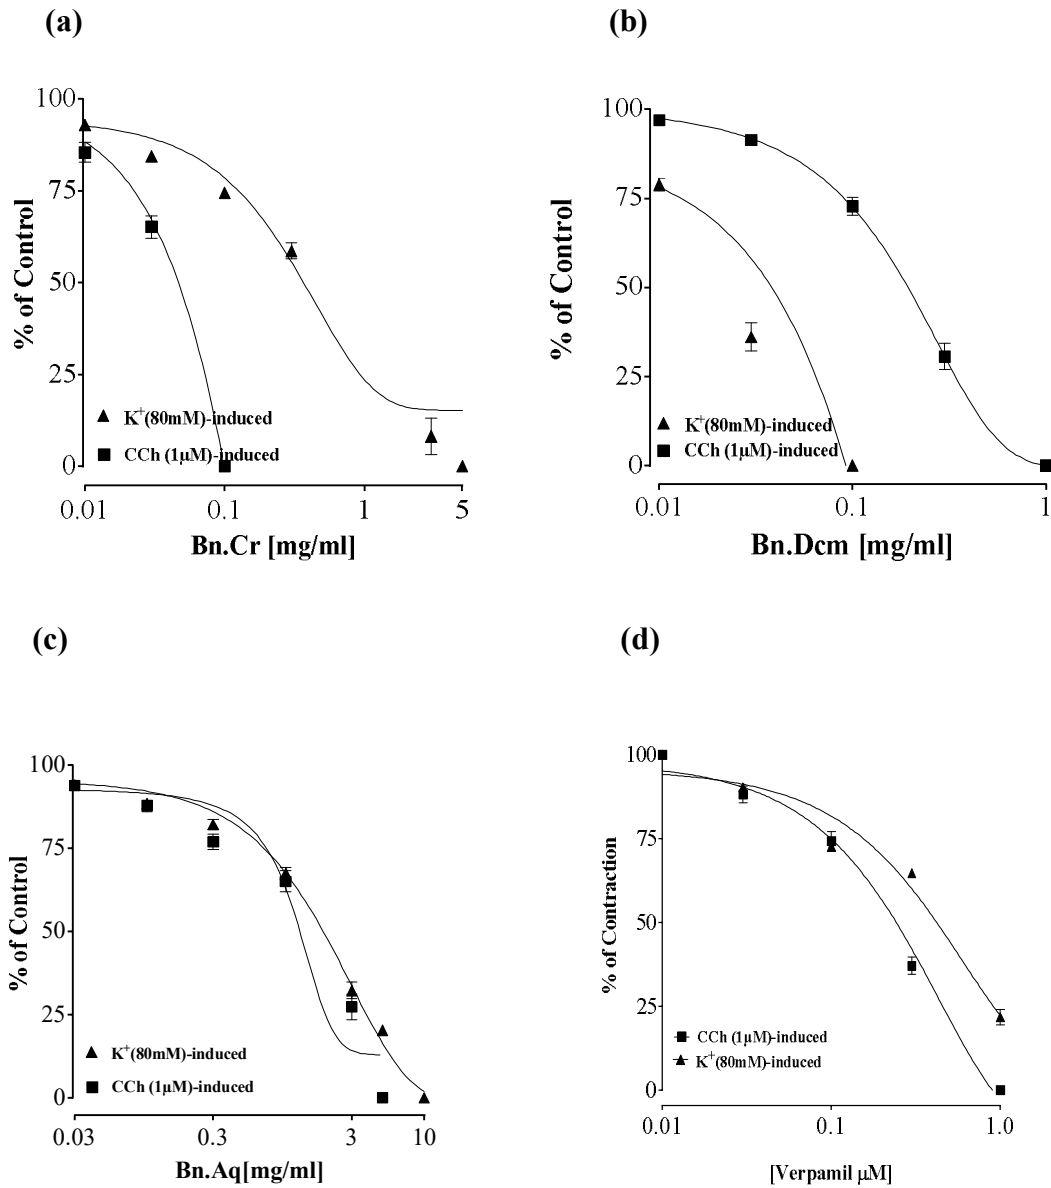 (a)
100
75
50
25
0
% of Control
K+(80mM)-induced
CCh (1µM)-induced
0.01 0.1 1 5
Bn.Cr [mg/ml]
(b)
100
75
50
25
0
% of Control
K+(80mM)-induced
CCh (1µM)-induced
0.01 0.1 1
Bn.Dcm [mg/ml]
(c)
100
75
50
25
0
% of Control
K+(80mM)-induced
CCh (1µM)-induced
0.03 0.3 3 10
Bn.Aq[mg/ml]
(d)
100
75
50
25
0
% of Contraction
CCh (1µM)-induced
K+(80mM)-induced
0.01 0.1 1.0
[Verpamil µM]